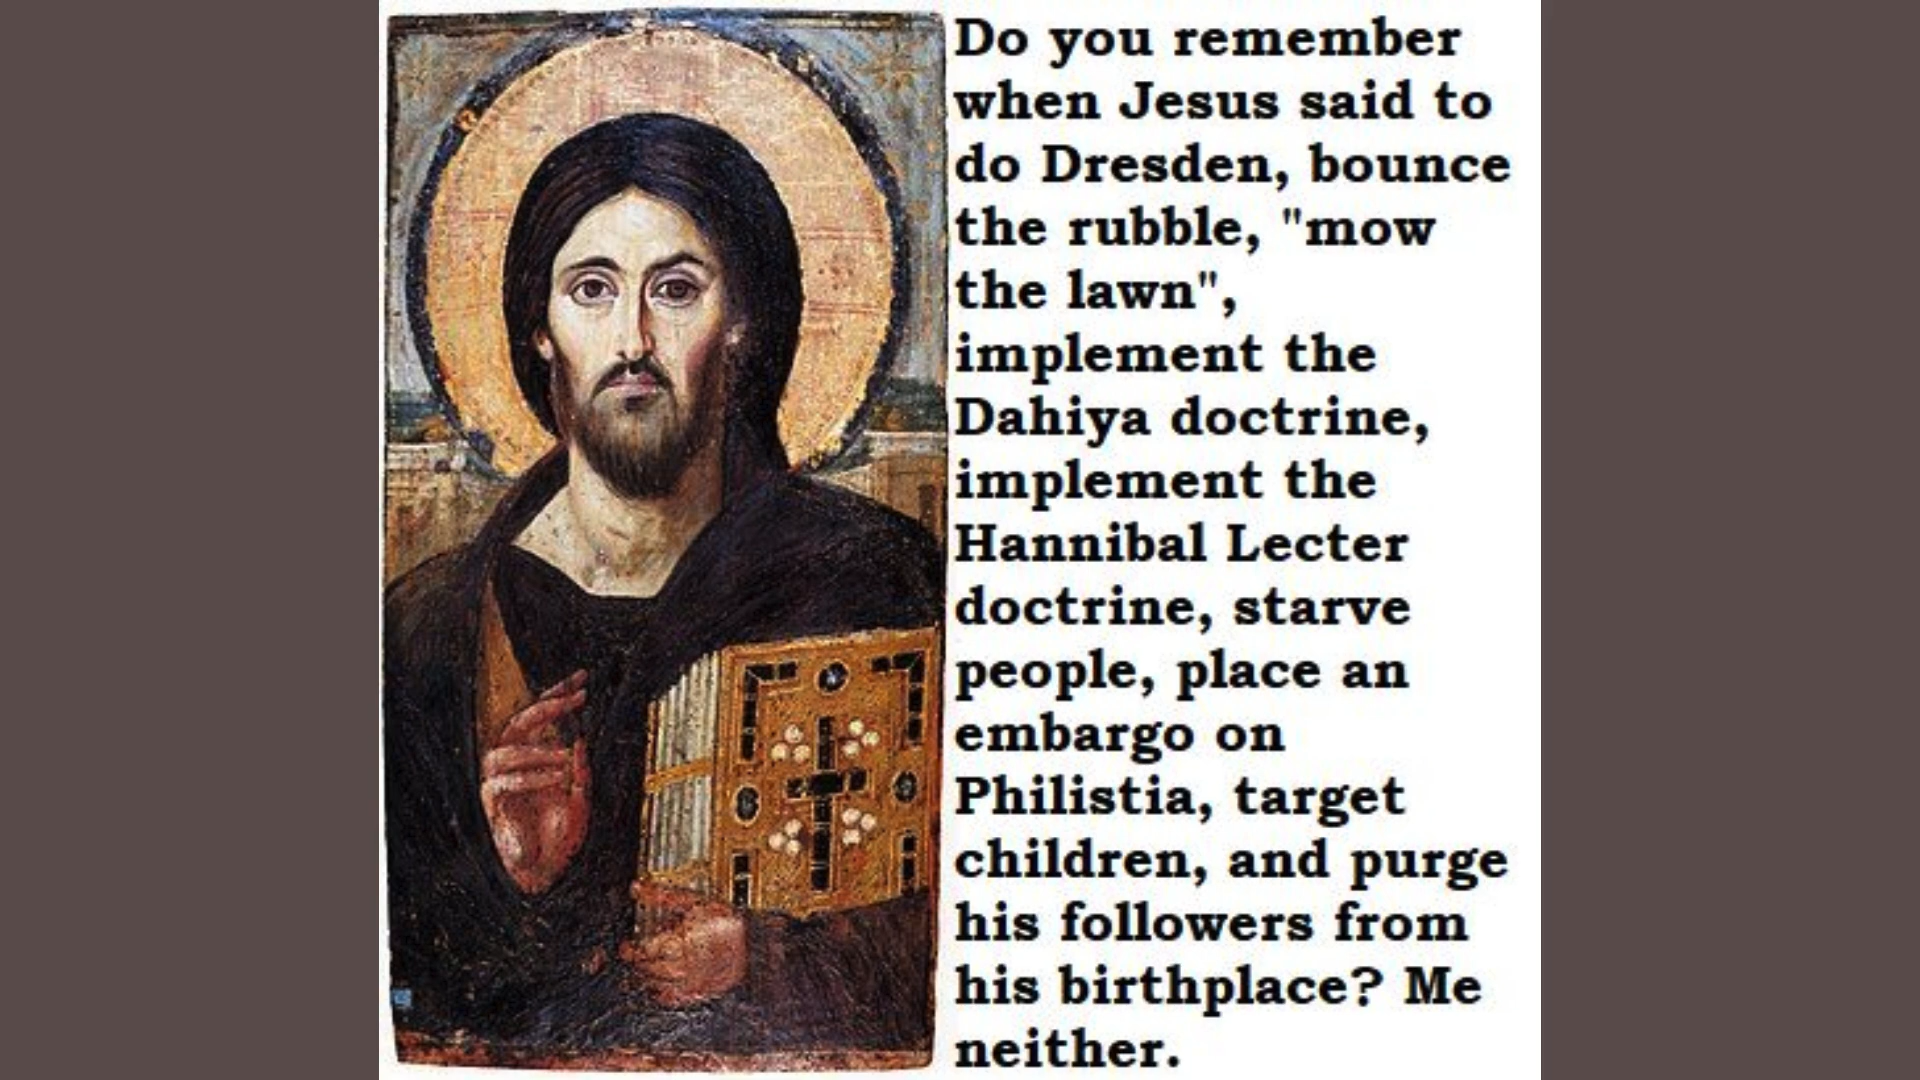 Do you remember
when Jesus said to
do Dresden, bounce
the rubble, "mow
the lawn",
implement the
Dahiya doctrine,
implement the
Hannibal Lecter
doctrine, starve
people, place an
embargo on
Philistia, target
children, and purge
his followers from
his birthplace? Me
neither.